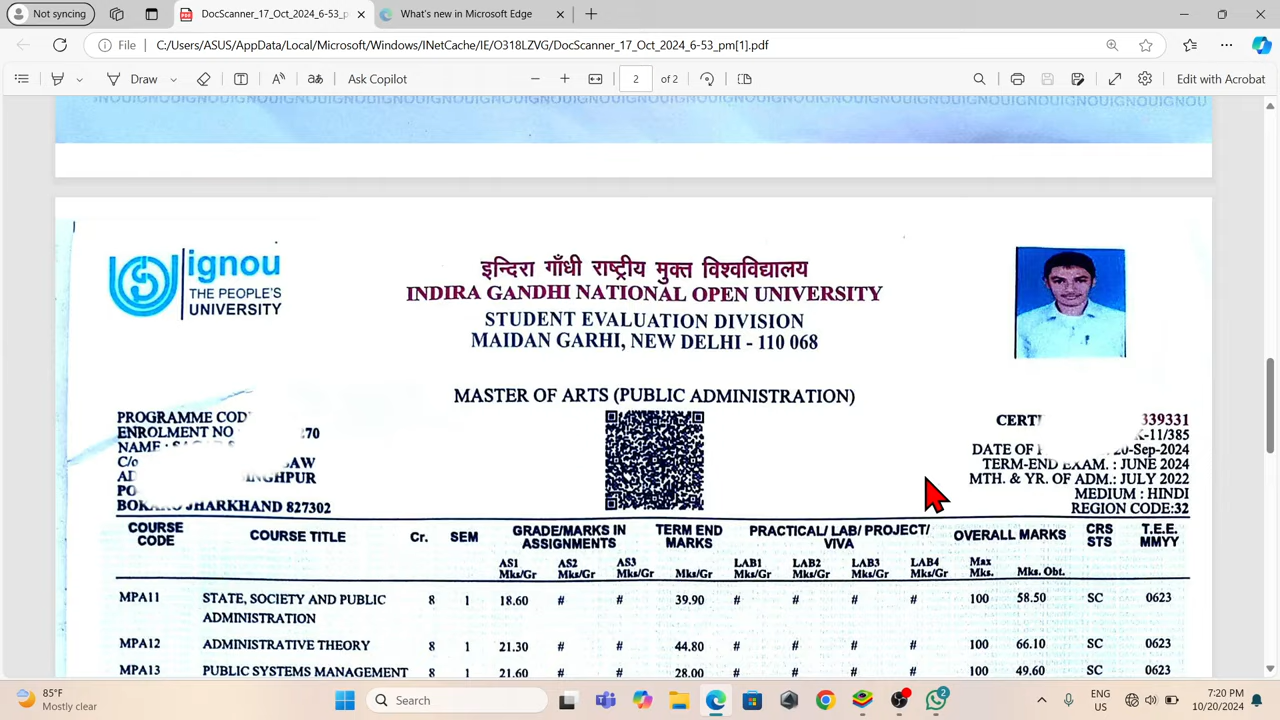 Not syncing
DocScanner_17_Oct_2024_6-53_p
What's new in Microsoft Edge
File
C:/Users/ASUS/AppData/Local/Microsoft/Windows/INetCache/IE/O318LZVG/DocScanner_17_Oct_2024_6-53_pm[1].pdf
Draw
Ask Copilot
2
of 2
Edit with Acrobat
ignou
THE PEOPLE'S
UNIVERSITY
इन्दिरा गाँधी राष्ट्रीय मुक्त विश्वविद्यालय
INDIRA GANDHI NATIONAL OPEN UNIVERSITY
STUDENT EVALUATION DIVISION
MAIDAN GARHI, NEW DELHI - 110 068
MASTER OF ARTS (PUBLIC ADMINISTRATION)
PROGRAMME COD
ENROLMENT NO 270
NAME :
C/o SAW
AD INGHPUR
PO
BOKARO JHARKHAND 827302
CERT 339331
K-11/385
DATE OF 20-Sep-2024
TERM-END EXAM. : JUNE 2024
MTH. & YR. OF ADM.: JULY 2022
MEDIUM : HINDI
REGION CODE:32
COURSE CODE COURSE TITLE Cr. SEM GRADE/MARKS IN ASSIGNMENTS TERM END MARKS PRACTICAL/ LAB/ PROJECT/ VIVA OVERALL MARKS CRS STS T.E.E. MMYY
AS1 Mks/Gr AS2 Mks/Gr AS3 Mks/Gr Mks/Gr LAB1 Mks/Gr LAB2 Mks/Gr LAB3 Mks/Gr LAB4 Mks/Gr Max Mks. Mks. Obt.
MPA11 STATE, SOCIETY AND PUBLIC 8 1 18.60 # # 39.90 # # # # 100 58.50 SC 0623
ADMINISTRATION
MPA12 ADMINISTRATIVE THEORY 8 1 21.30 # # 44.80 # # # # 100 66.10 SC 0623
MPA13 PUBLIC SYSTEMS MANAGEMENT 8 1 21.60 # # 28.00 # # # # 100 49.60 SC 0623
85°F
Mostly clear
Search
2
ENG
US
7:20 PM
10/20/2024